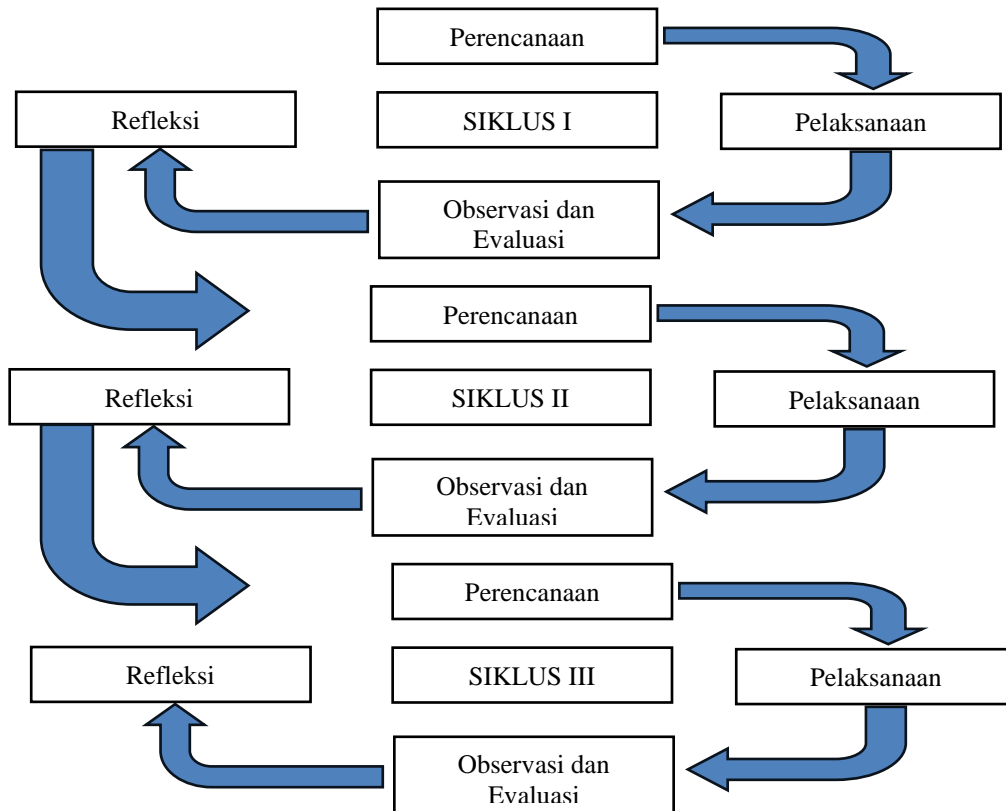 Perencanaan
Refleksi
SIKLUS I
Pelaksanaan
Observasi dan
Evaluasi
Perencanaan
Refleksi
SIKLUS II
Pelaksanaan
Observasi dan
Evaluasi
Perencanaan
Refleksi
SIKLUS III
Pelaksanaan
Observasi dan
Evaluasi